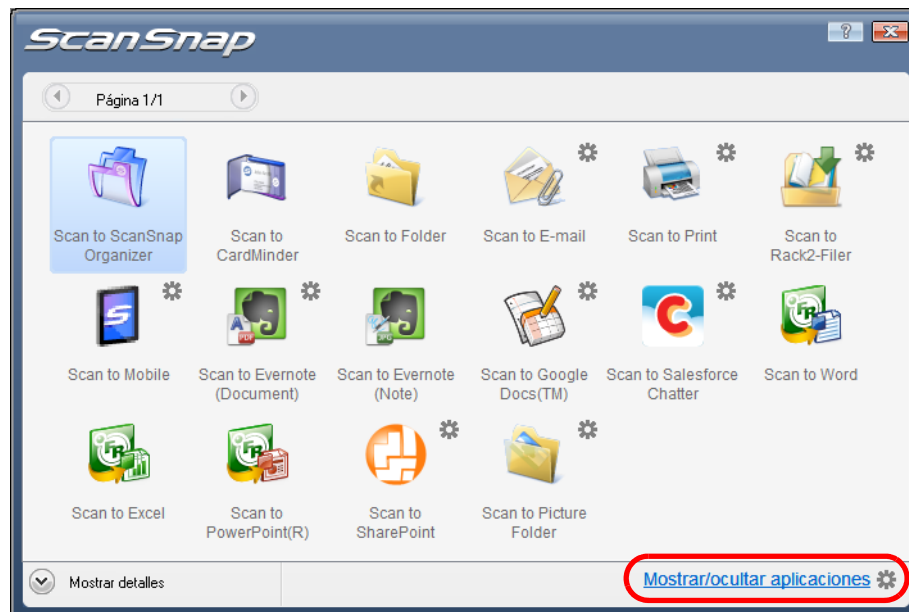 ScanSnap
Página 1/1
Scan to ScanSnap
Organizer
Scan to
CardMinder
Scan to Folder
Scan to E-mail
Scan to Print
Scan to
Rack2-Filer
Scan to Mobile
Scan to Evernote
(Document)
Scan to Evernote
(Note)
Scan to Google
Docs(TM)
Scan to Salesforce
Chatter
Scan to Word
Scan to Excel
Scan to
PowerPoint(R)
Scan to
SharePoint
Scan to Picture
Folder
Mostrar detalles
Mostrar/ocultar aplicaciones